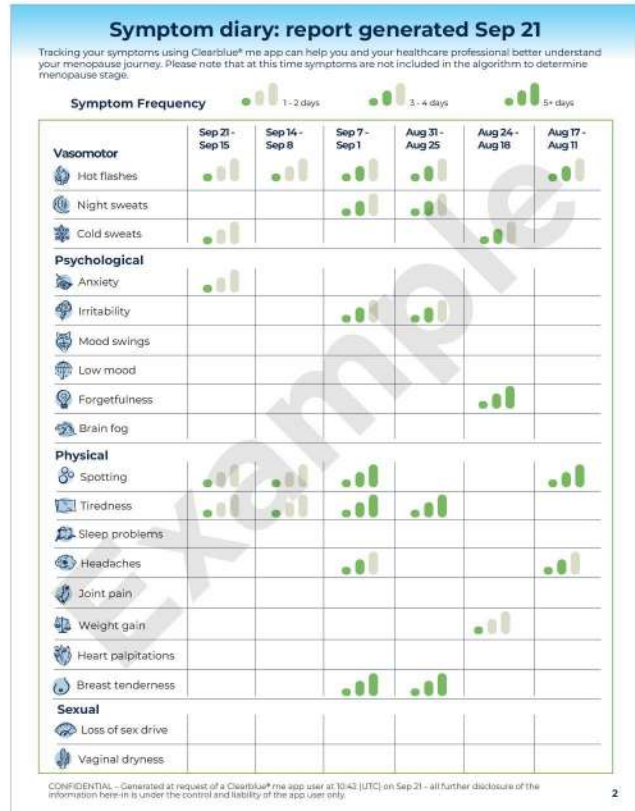 Symptom diary: report generated Sep 21
Tracking your symptoms using Clearblue® me app can help you and your healthcare professional better understand
your menopause journey. Please note that at this time symptoms are not included in the algorithm to determine
menopause stage.
Symptom Frequency 1 - 2 days 3 - 4 days 5+ days
Sep 21 - Sep 14 - Sep 7 - Aug 31 - Aug 24 - Aug 17 -
Sep 15 Sep 8 Sep 1 Aug 25 Aug 18 Aug 11
Vasomotor
Hot flashes
Night sweats
Cold sweats
Psychological
Anxiety
Irritability
Mood swings
Low mood
Forgetfulness
Brain fog
Physical
Spotting
Tiredness
Sleep problems
Headaches
Joint pain
Weight gain
Heart palpitations
Breast tenderness
Sexual
Loss of sex drive
Vaginal dryness
Example
CONFIDENTIAL – Generated at request of a Clearblue® me app user at 10:42 (UTC) on Sep 21 - all further disclosure of the
information here-in is under the control and liability of the app user only.
2